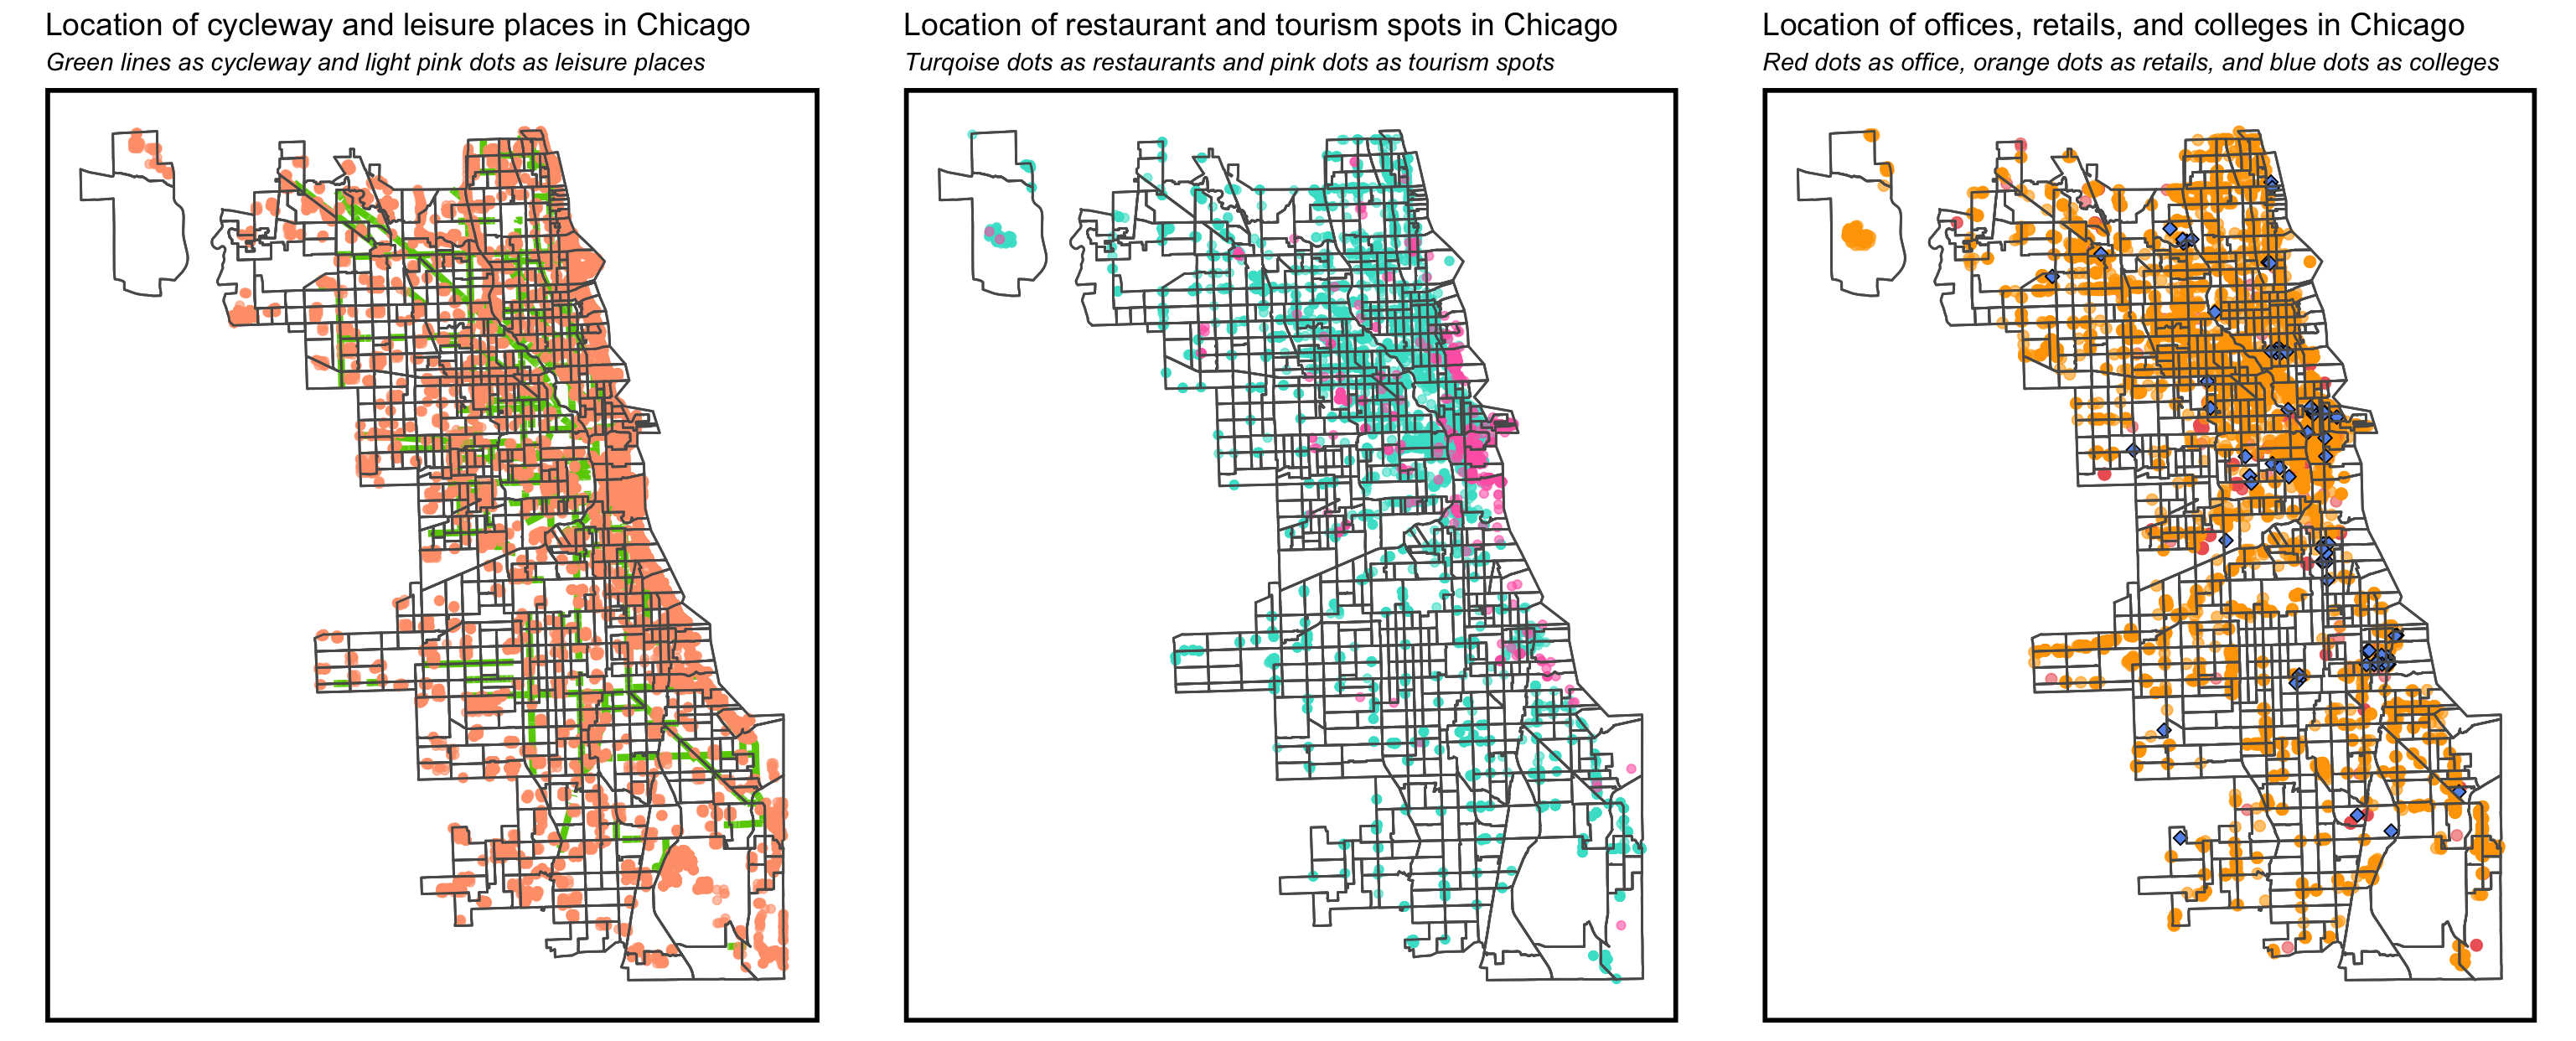 Location of cycleway and leisure places in Chicago
Green lines as cycleway and light pink dots as leisure places
Location of restaurant and tourism spots in Chicago
Turqoise dots as restaurants and pink dots as tourism spots
Location of offices, retails, and colleges in Chicago
Red dots as office, orange dots as retails, and blue dots as colleges